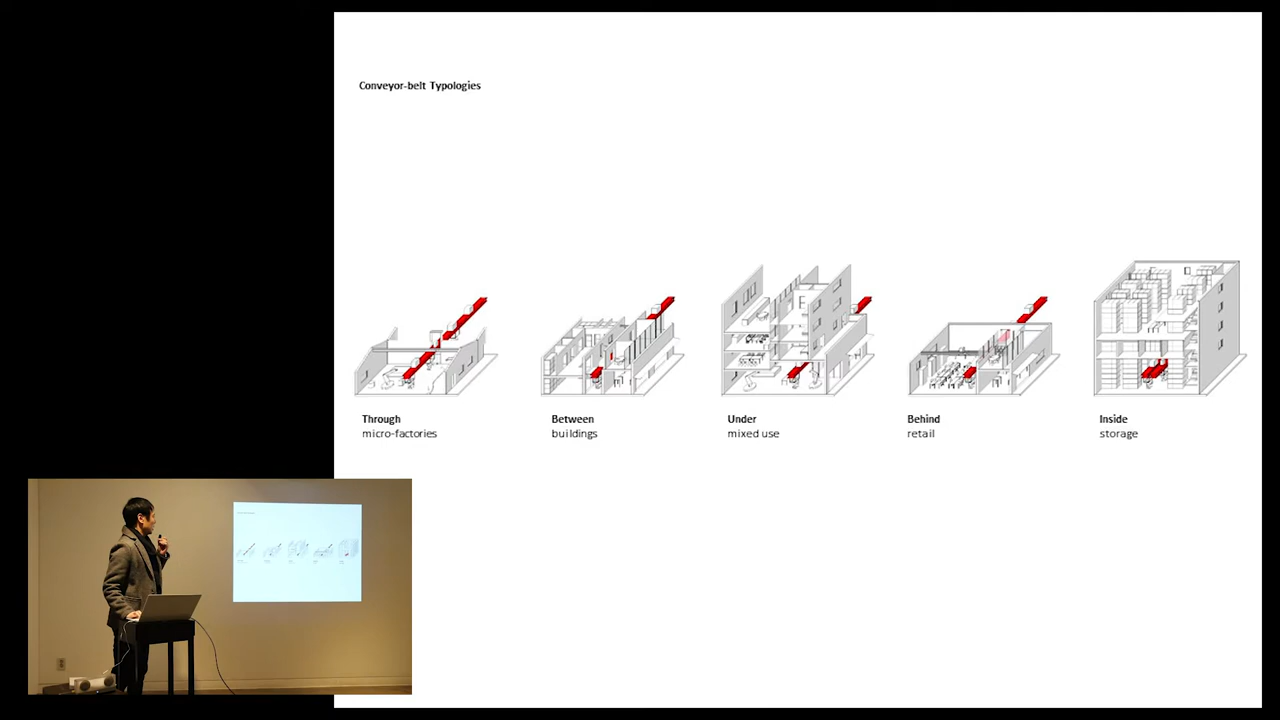 Conveyor-belt Typologies
Through
micro-factories
Between
buildings
Under
mixed use
Behind
retail
Inside
storage